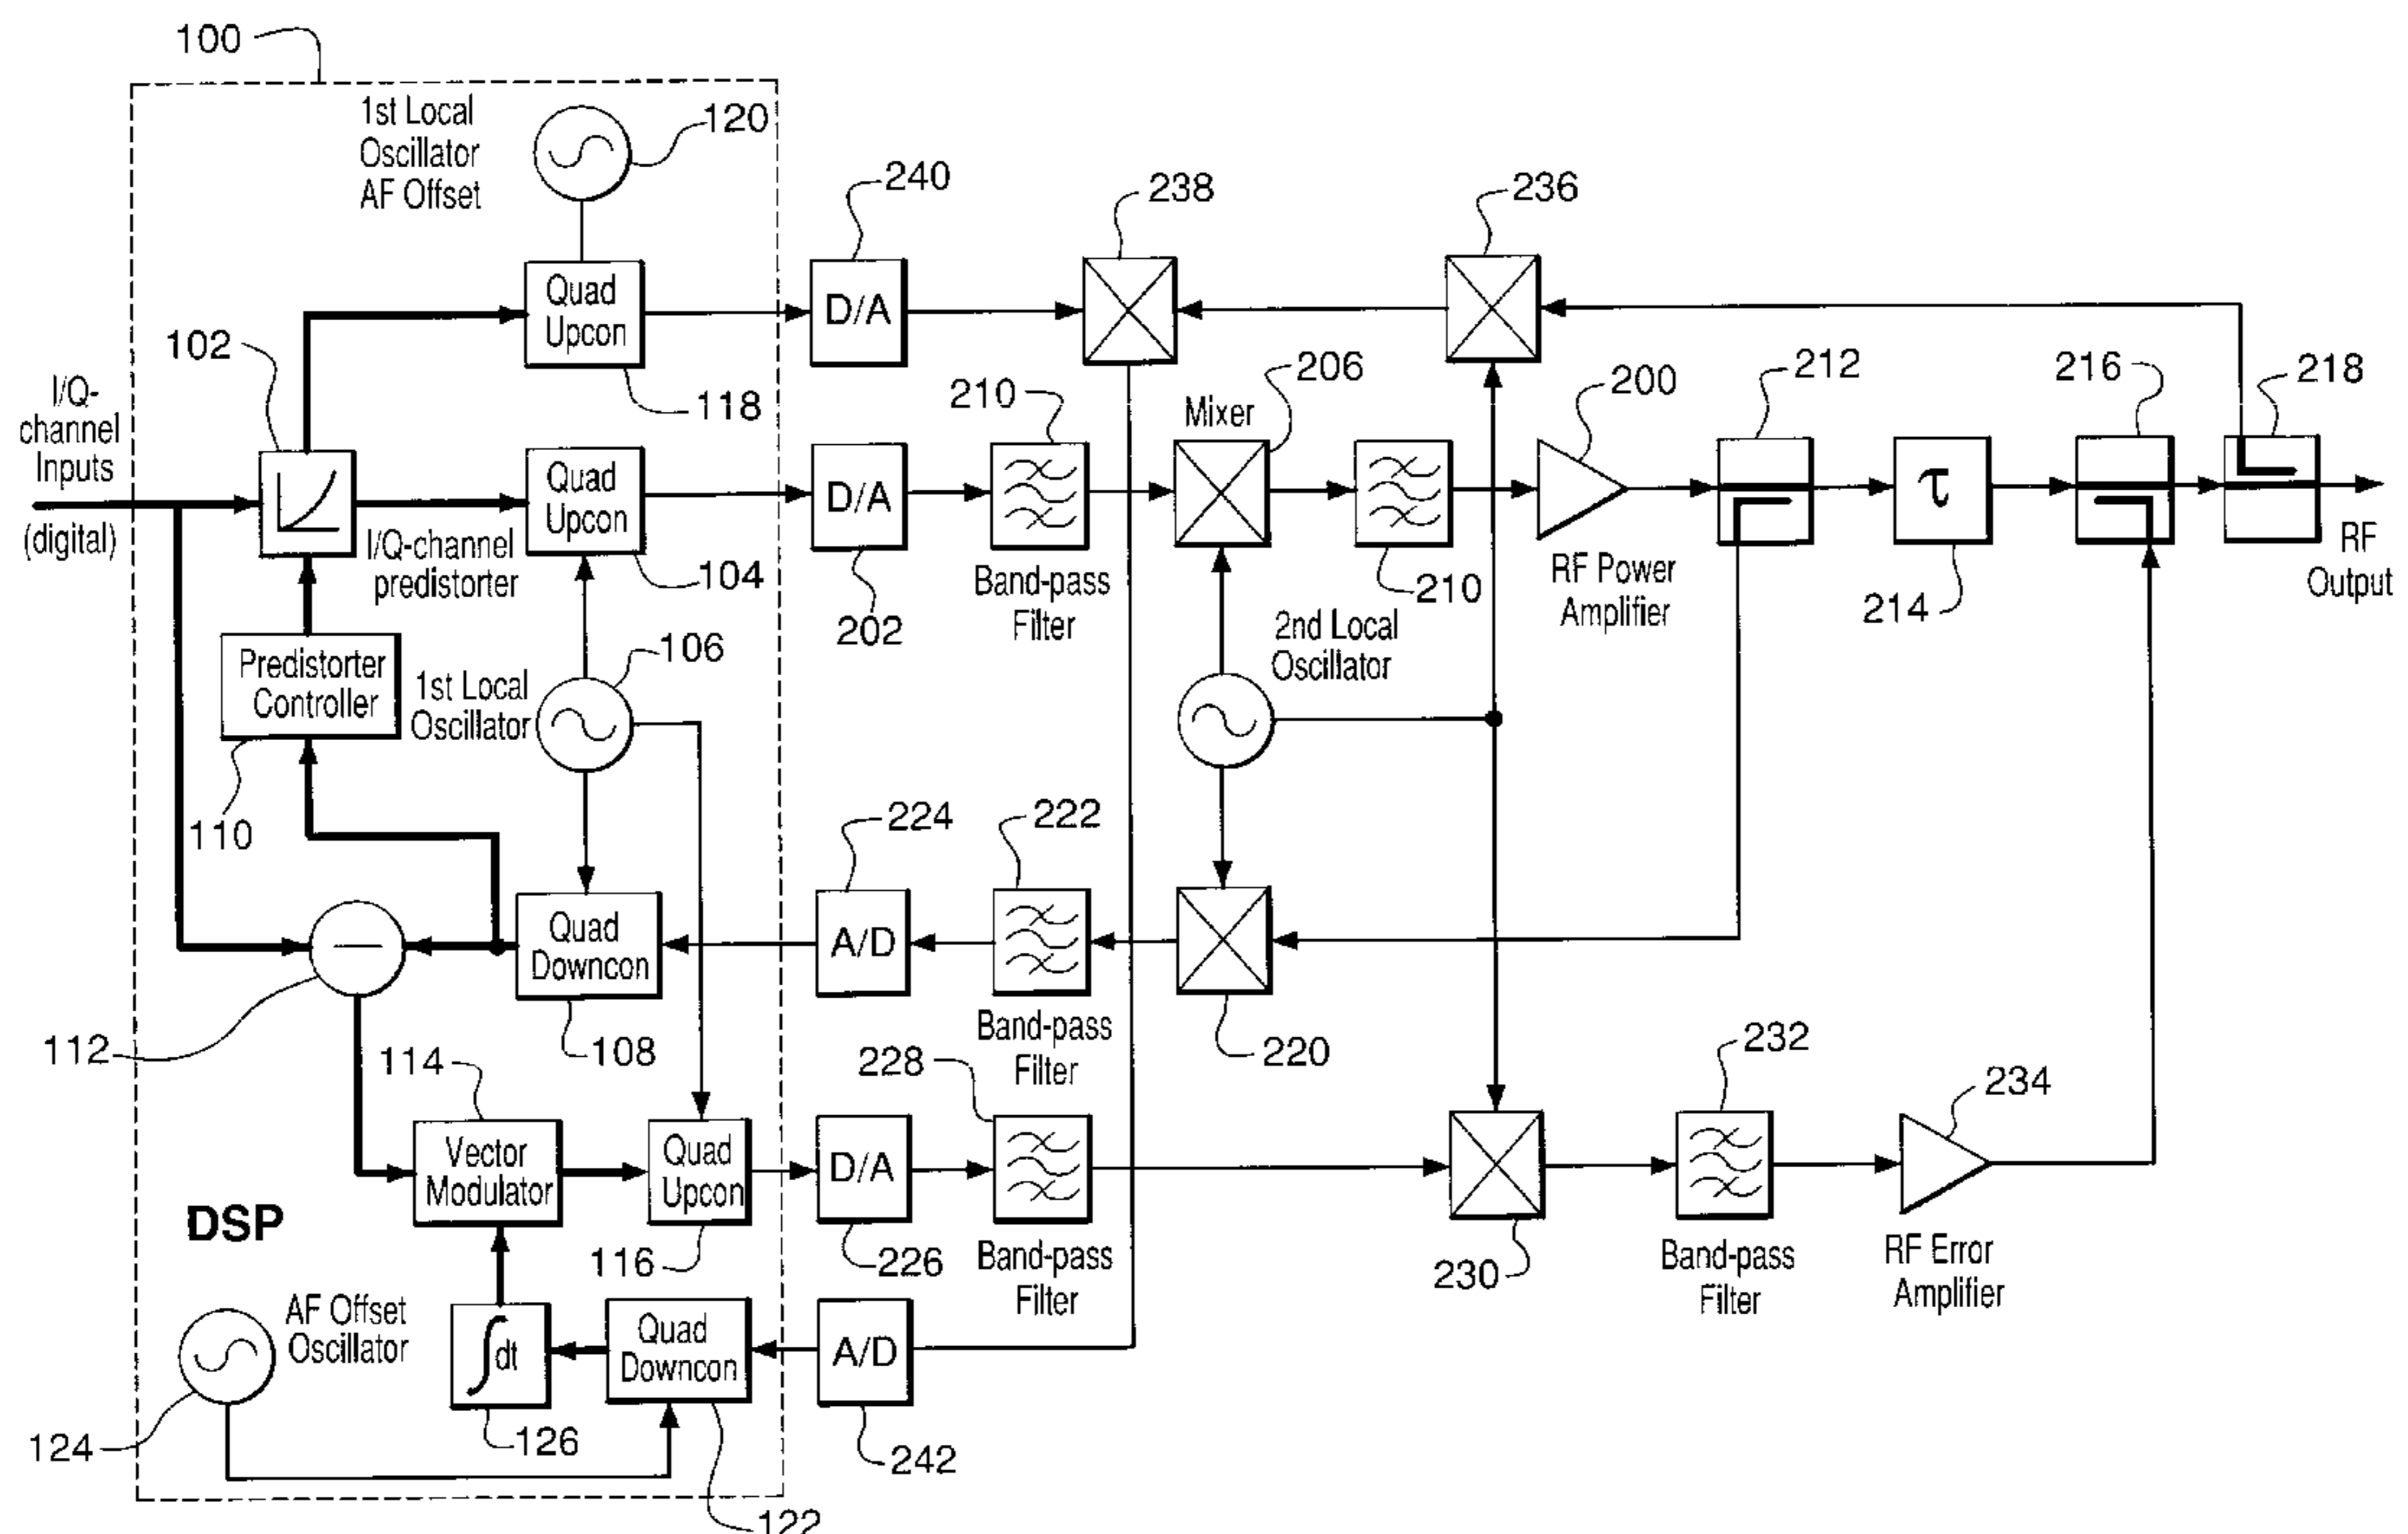 100
1st Local
Oscillator
AF Offset
120
240
238
236
Quad
Upcon
D/A
102
118
I/Q-
channel
Inputs
(digital)
I/Q-channel
predistorter
Quad
Upcon
104
D/A
202
210
Band-pass
Filter
Mixer
206
210
200
RF Power
Amplifier
212
τ
214
216
218
RF
Output
Predistorter
Controller
110
1st Local
Oscillator
106
2nd Local
Oscillator
224
222
112
Quad
Downcon
108
A/D
Band-pass
Filter
220
114
Vector
Modulator
Quad
Upcon
116
D/A
226
228
Band-pass
Filter
230
232
Band-pass
Filter
234
RF Error
Amplifier
DSP
AF Offset
Oscillator
124
∫dt
126
Quad
Downcon
122
A/D
242